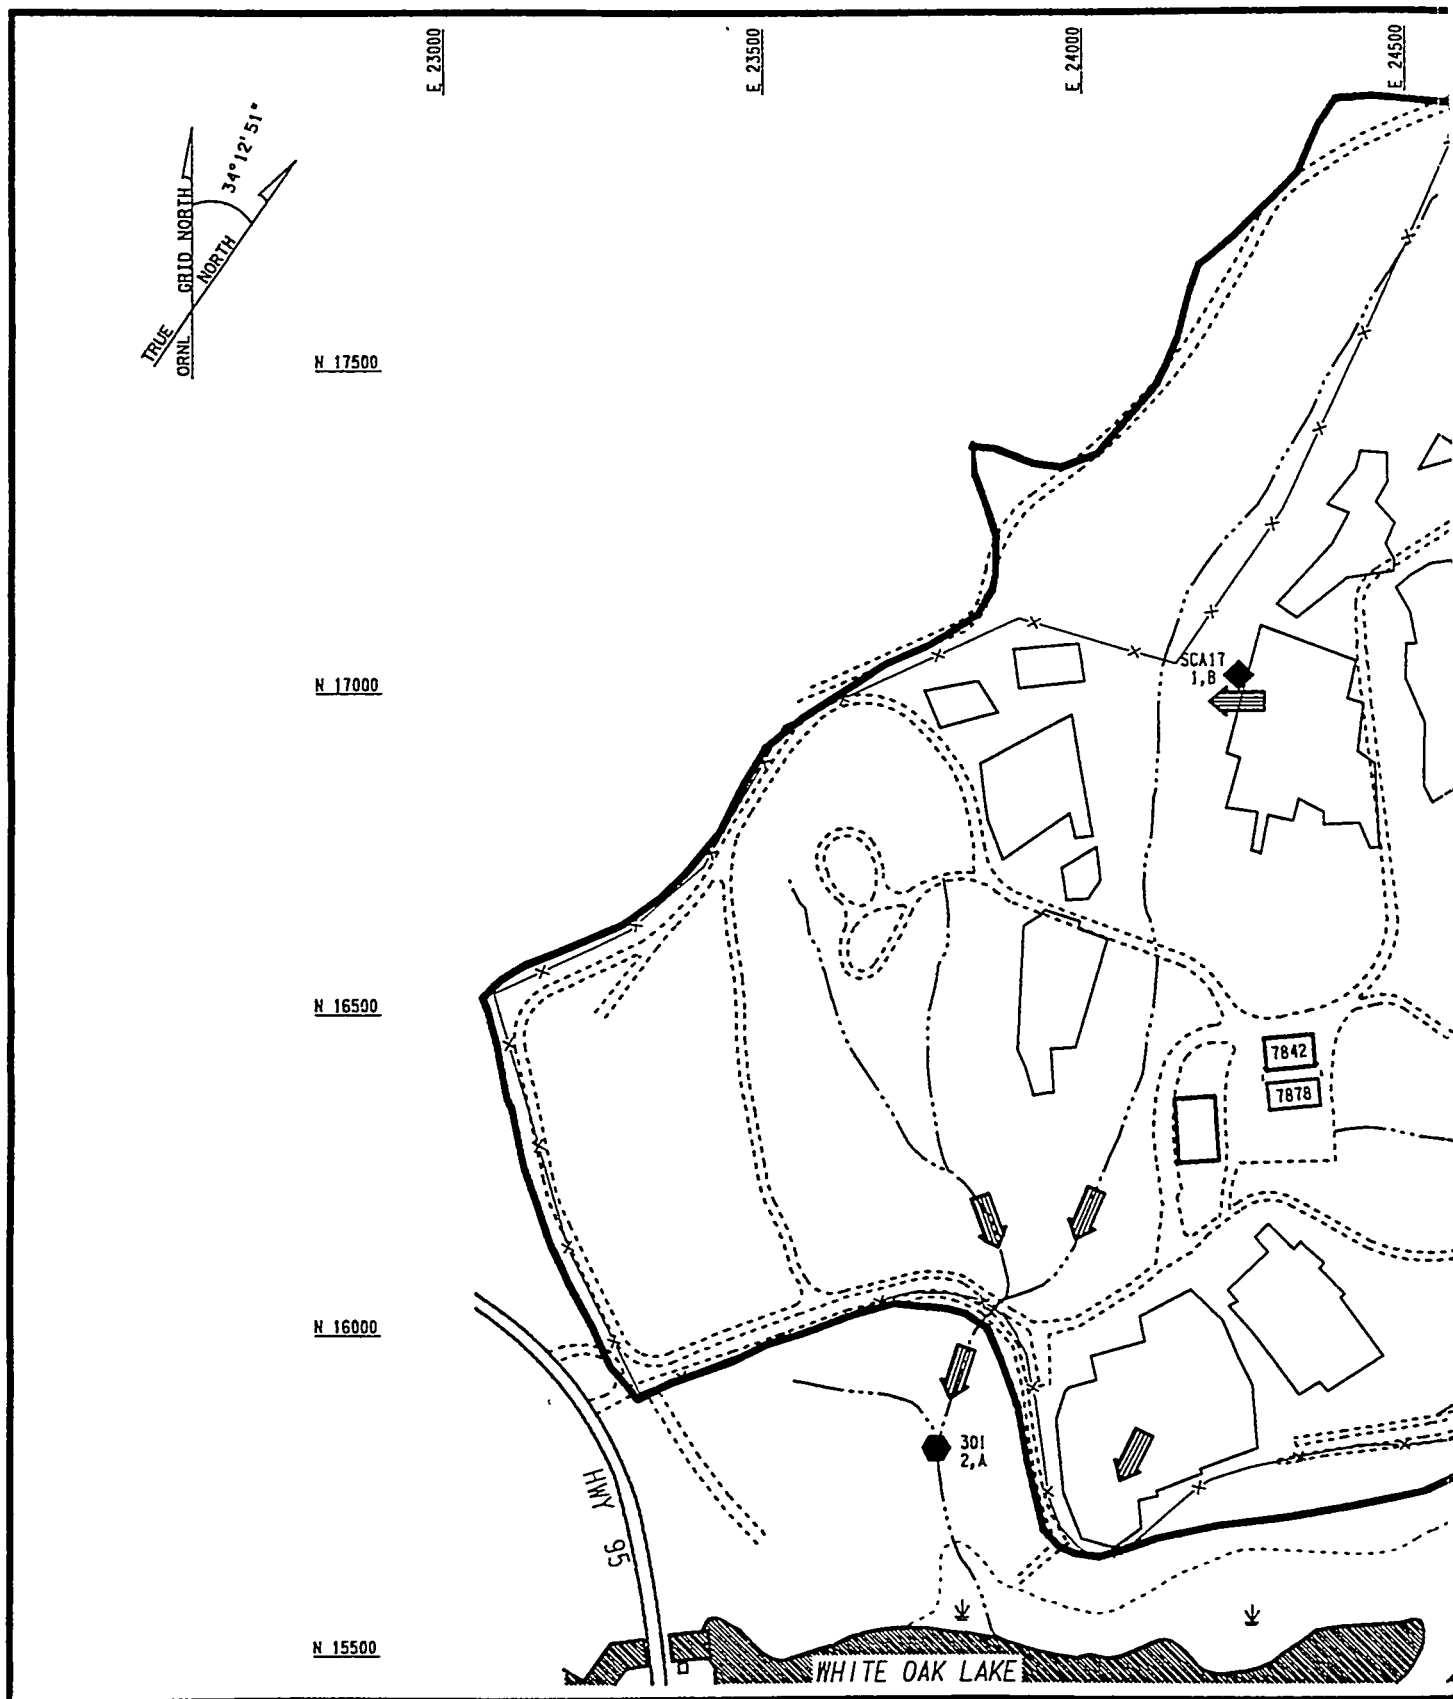 E 23000
E 23500
E 24000
E 24500
34°12'51"
ORNL GRID NORTH
TRUE NORTH
N 17500
SCA17
1,B
N 17000
N 16500
7842
7878
N 16000
301
2,A
HWY 95
N 15500
WHITE OAK LAKE